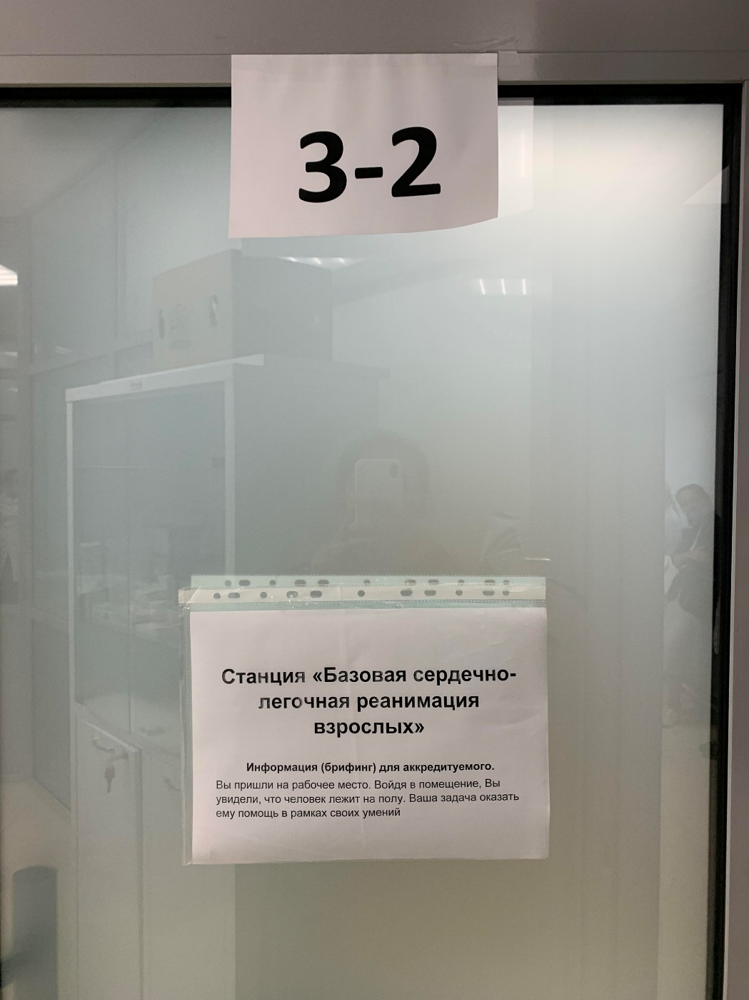 3-2
Станция «Базовая сердечно-
легочная реанимация
взрослых»
Информация (брифинг) для аккредитуемого.
Вы пришли на рабочее место. Войдя в помещение, Вы
увидели, что человек лежит на полу. Ваша задача оказать
ему помощь в рамках своих умений